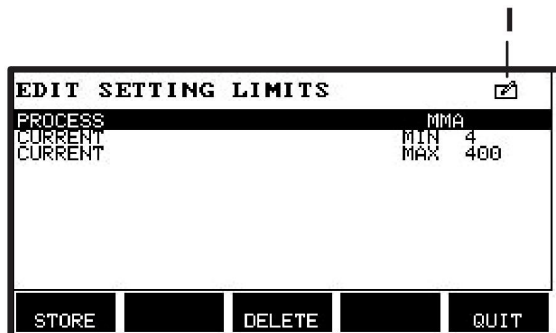 I
EDIT SETTING LIMITS
PROCESS MMA
CURRENT MIN 4
CURRENT MAX 400
STORE DELETE QUIT